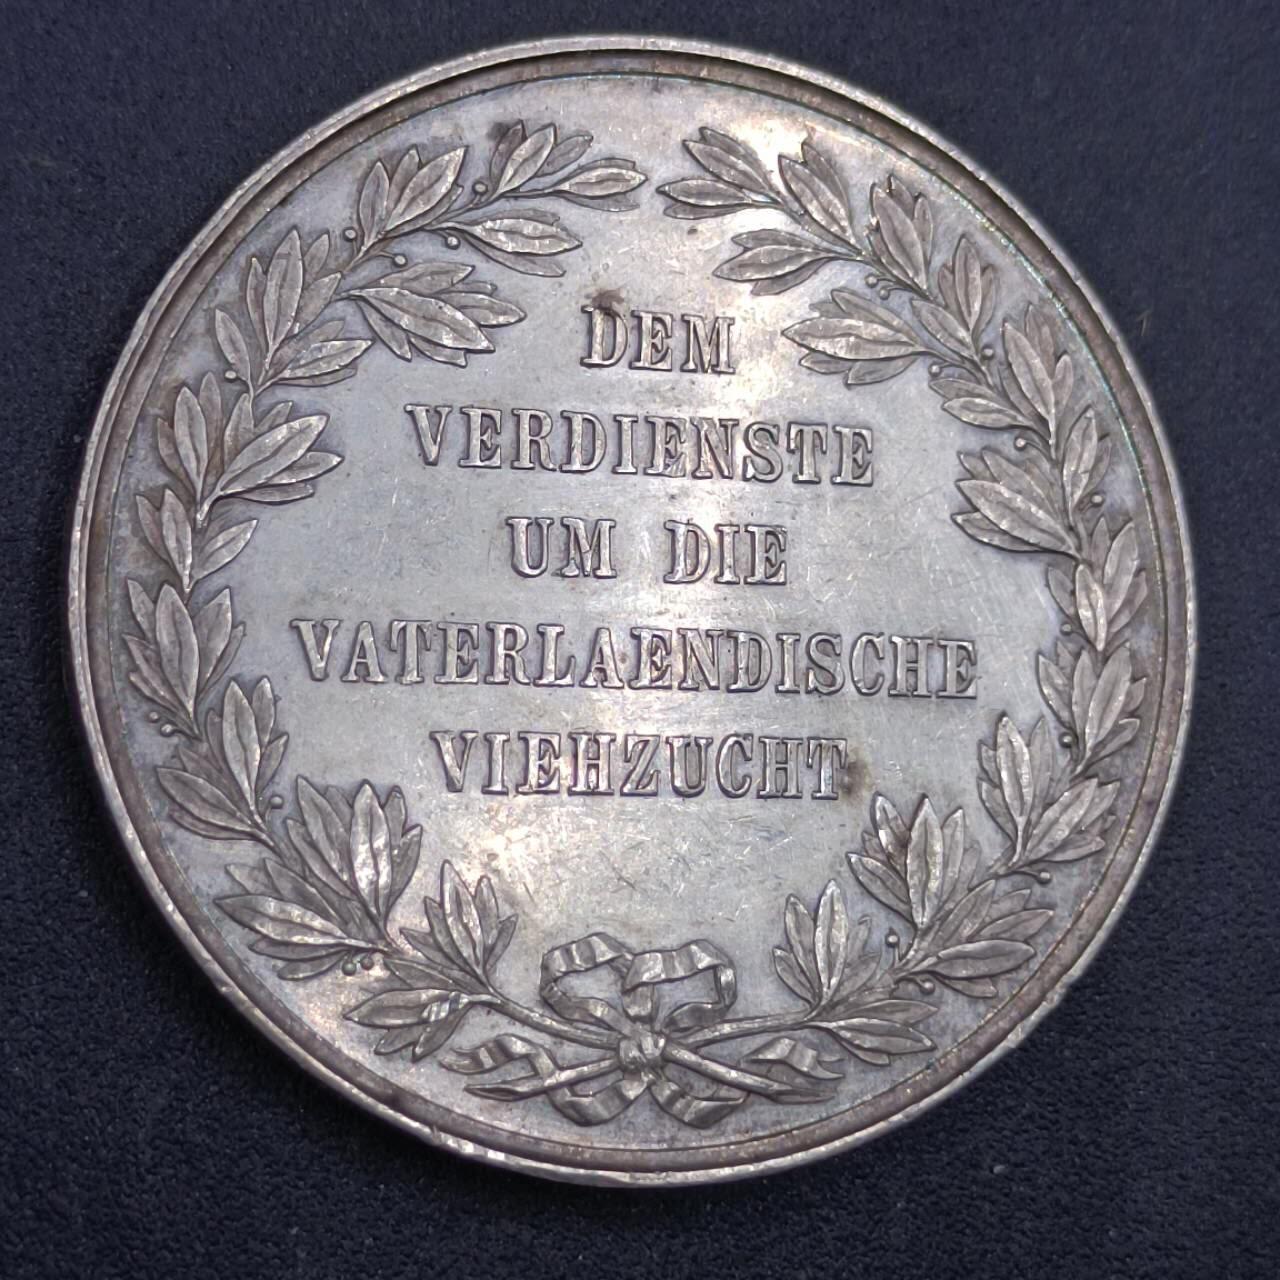 DEM
VERDIENSTE
UM DIE
VATERLAENDISCHE
VIEHZUCHT